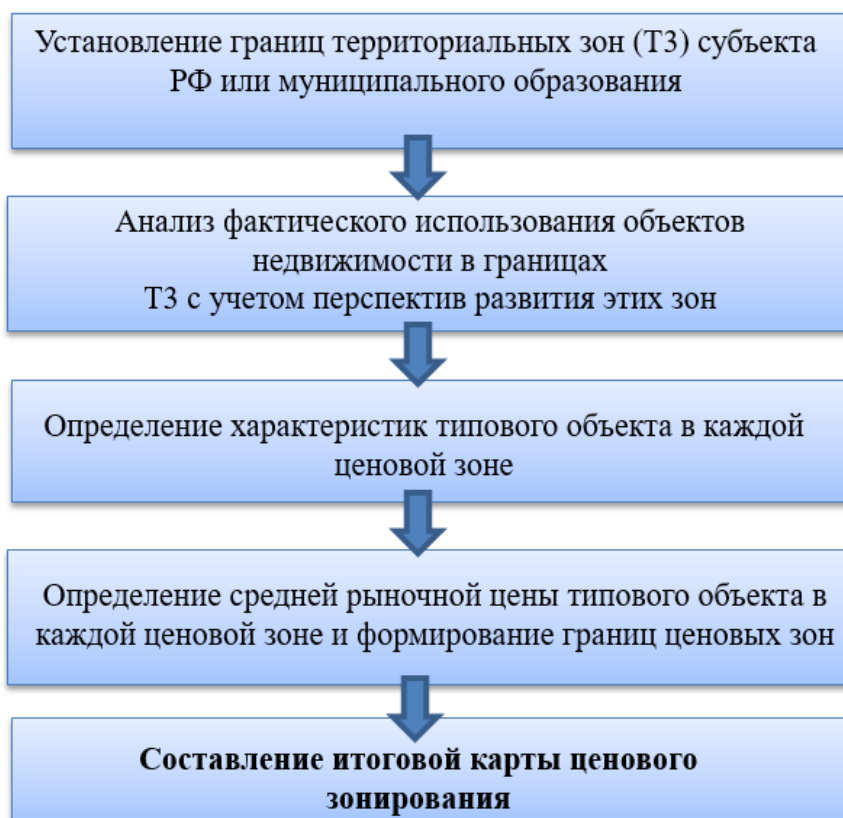 Установление границ территориальных зон (ТЗ) субъекта
РФ или муниципального образования
Анализ фактического использования объектов
недвижимости в границах
ТЗ с учетом перспектив развития этих зон
Определение характеристик типового объекта в каждой
ценовой зоне
Определение средней рыночной цены типового объекта в
каждой ценовой зоне и формирование границ ценовых зон
Составление итоговой карты ценового
зонирования